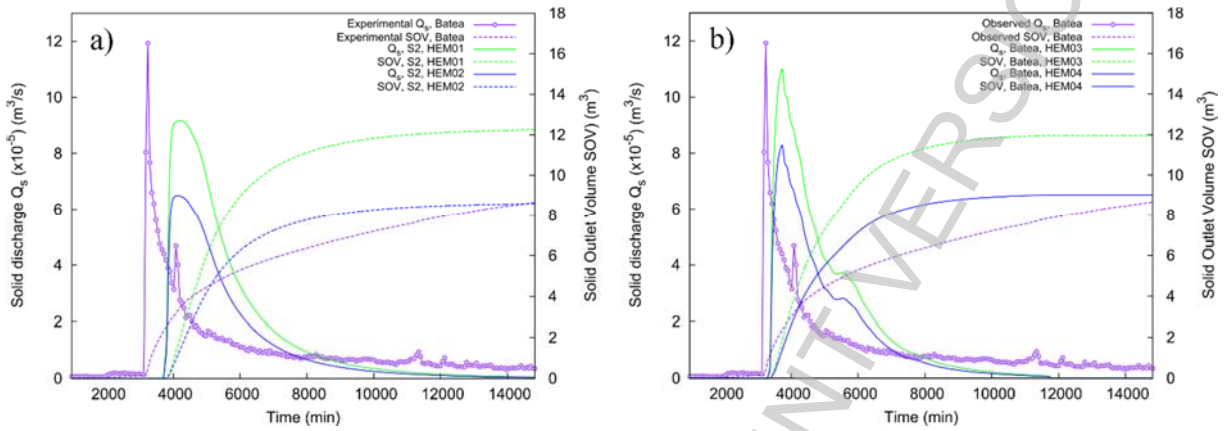 a)
Experimental Qs, Batea
Experimental SOV, Batea
Qs, S2, HEM01
SOV, S2, HEM01
Qs, S2, HEM02
SOV, S2, HEM02
Solid discharge Qs (x10-5) (m3/s)
0
2
4
6
8
10
12
Solid Outlet Volume SOV) (m3)
0
2
4
6
8
10
12
14
16
18
2000 4000 6000 8000 10000 12000 14000
Time (min)
b)
Observed Qs, Batea
Observed SOV, Batea
Qs, Batea, HEM03
SOV, Batea, HEM03
Qs, Batea, HEM04
SOV, Batea, HEM04
Solid discharge Qs (x10-5) (m3/s)
0
2
4
6
8
10
12
Solid Outlet Volume SOV (m3)
0
2
4
6
8
10
12
14
16
18
2000 4000 6000 8000 10000 12000 14000
Time (min)
NT VERSI